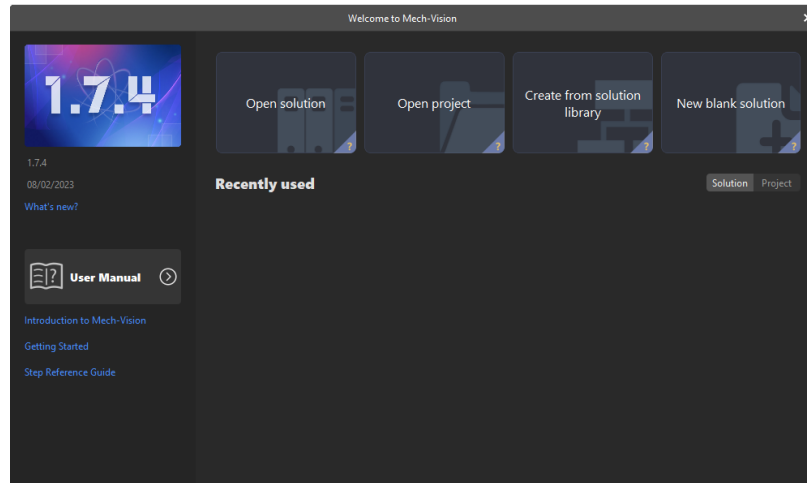 Welcome to Mech-Vision
1.7.4
1.7.4
08/02/2023
What's new?
User Manual
Introduction to Mech-Vision
Getting Started
Step Reference Guide
Open solution
?
Open project
?
Create from solution
library
?
New blank solution
?
Recently used
Solution Project